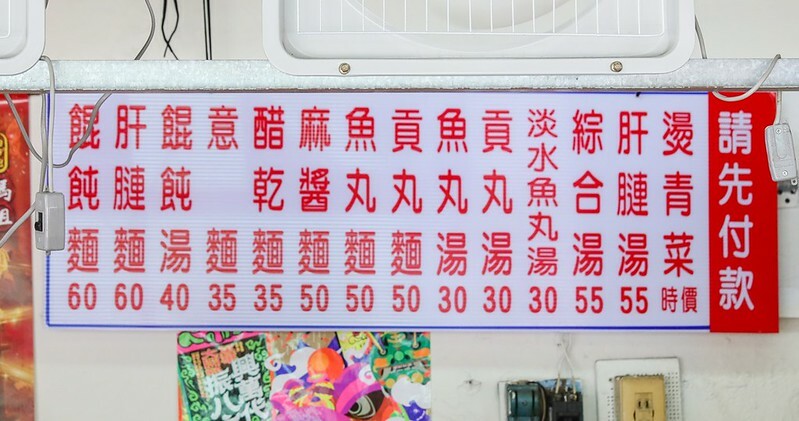 請先付款
燙青菜 時價
肝腱湯 55
綜合湯 55
淡水魚丸湯 30
貢丸湯 30
魚丸湯 30
貢丸麵 50
魚丸麵 50
麻醬麵 50
醋乾麵 35
意麵 35
餛飩湯 40
肝腱麵 60
餛飩麵 60